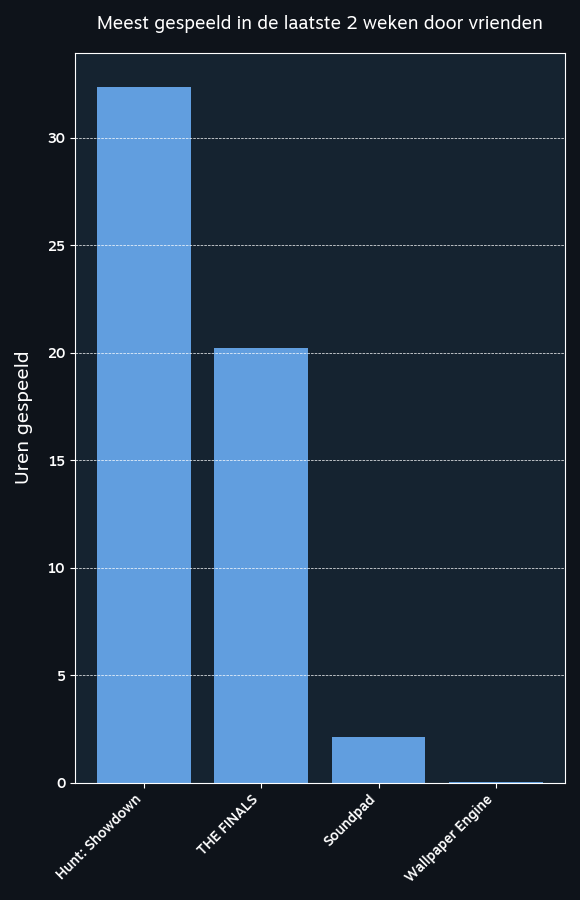 Meest gespeeld in de laatste 2 weken door vrienden
Uren gespeeld
30
25
20
15
10
5
0
Hunt: Showdown
THE FINALS
Soundpad
Wallpaper Engine